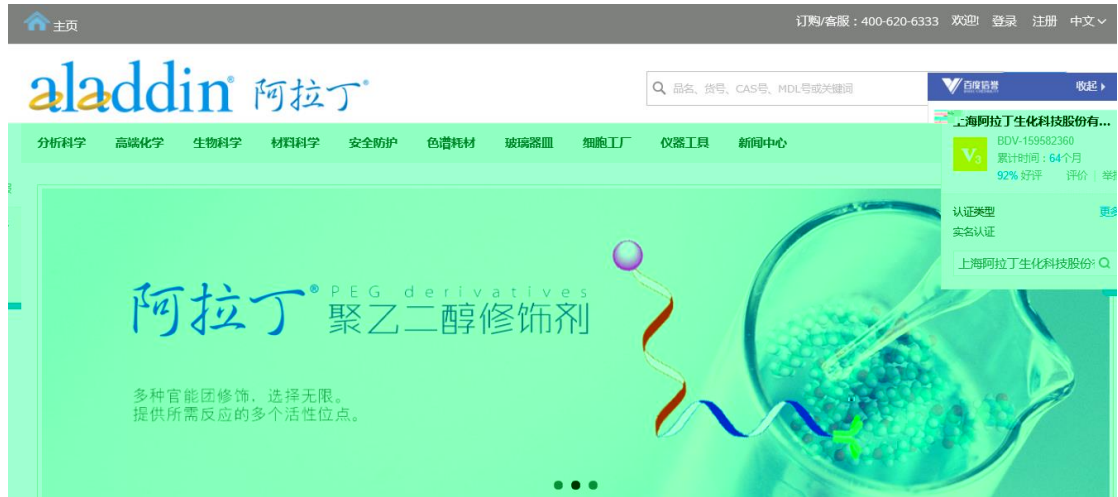 主页
订购/客服：400-620-6333 欢迎! 登录 注册 中文
aladdin® 阿拉丁®
品名、货号、CAS号、MDL号或关键词
百度信誉 收起
上海阿拉丁生化科技股份有...
BDV-159582360
V3
累计时间：64个月
92% 好评 评价 | 举
认证类型 更多
实名认证
上海阿拉丁生化科技股份
分析科学 高端化学 生物科学 材料科学 安全防护 色谱耗材 玻璃器皿 细胞工厂 仪器工具 新闻中心
阿拉丁®
PEG derivatives
聚乙二醇修饰剂
多种官能团修饰，选择无限。
提供所需反应的多个活性位点。